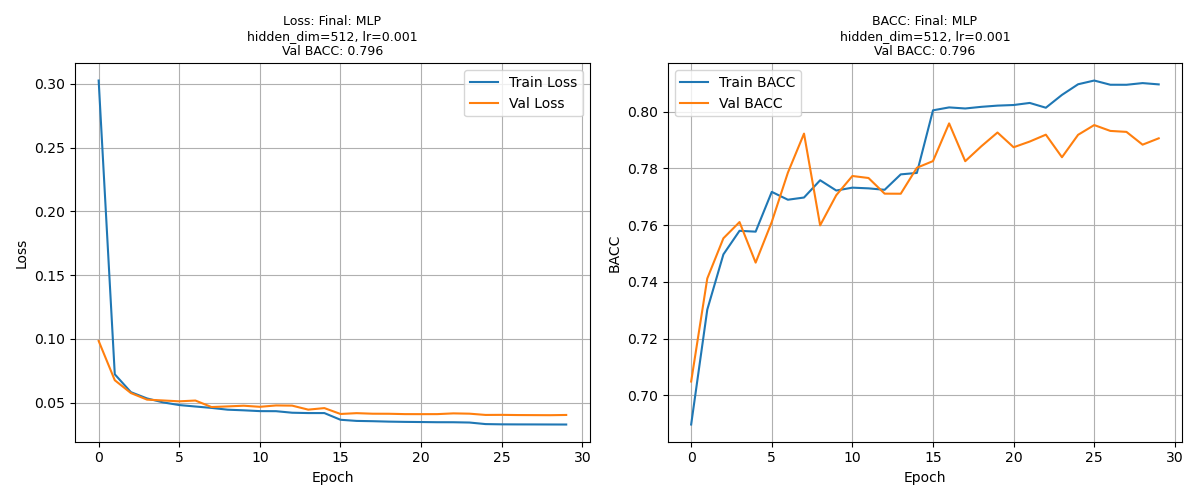 Loss: Final: MLP
hidden_dim=512, lr=0.001
Val BACC: 0.796
Train Loss
Val Loss
0.30
0.25
0.20
0.15
0.10
0.05
Loss
0 5 10 15 20 25 30
Epoch
BACC: Final: MLP
hidden_dim=512, lr=0.001
Val BACC: 0.796
Train BACC
Val BACC
0.80
0.78
0.76
0.74
0.72
0.70
BACC
0 5 10 15 20 25 30
Epoch